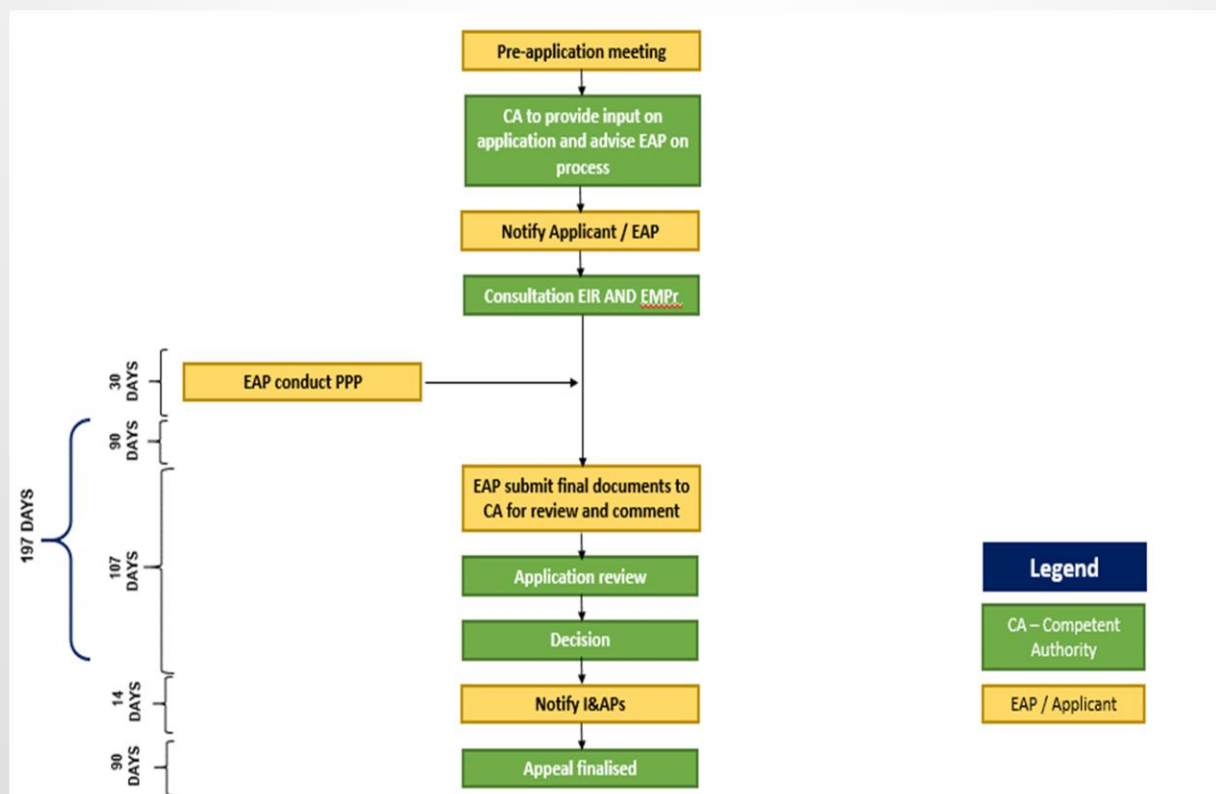 Pre-application meeting
CA to provide input on
application and advise EAP on
process
Notify Applicant / EAP
Consultation EIR AND EMPr
30
DAYS
EAP conduct PPP
90
DAYS
EAP submit final documents to
CA for review and comment
197 DAYS
107
DAYS
Application review
Decision
14
DAYS
Notify I&APs
90
DAYS
Appeal finalised
Legend
CA – Competent
Authority
EAP / Applicant